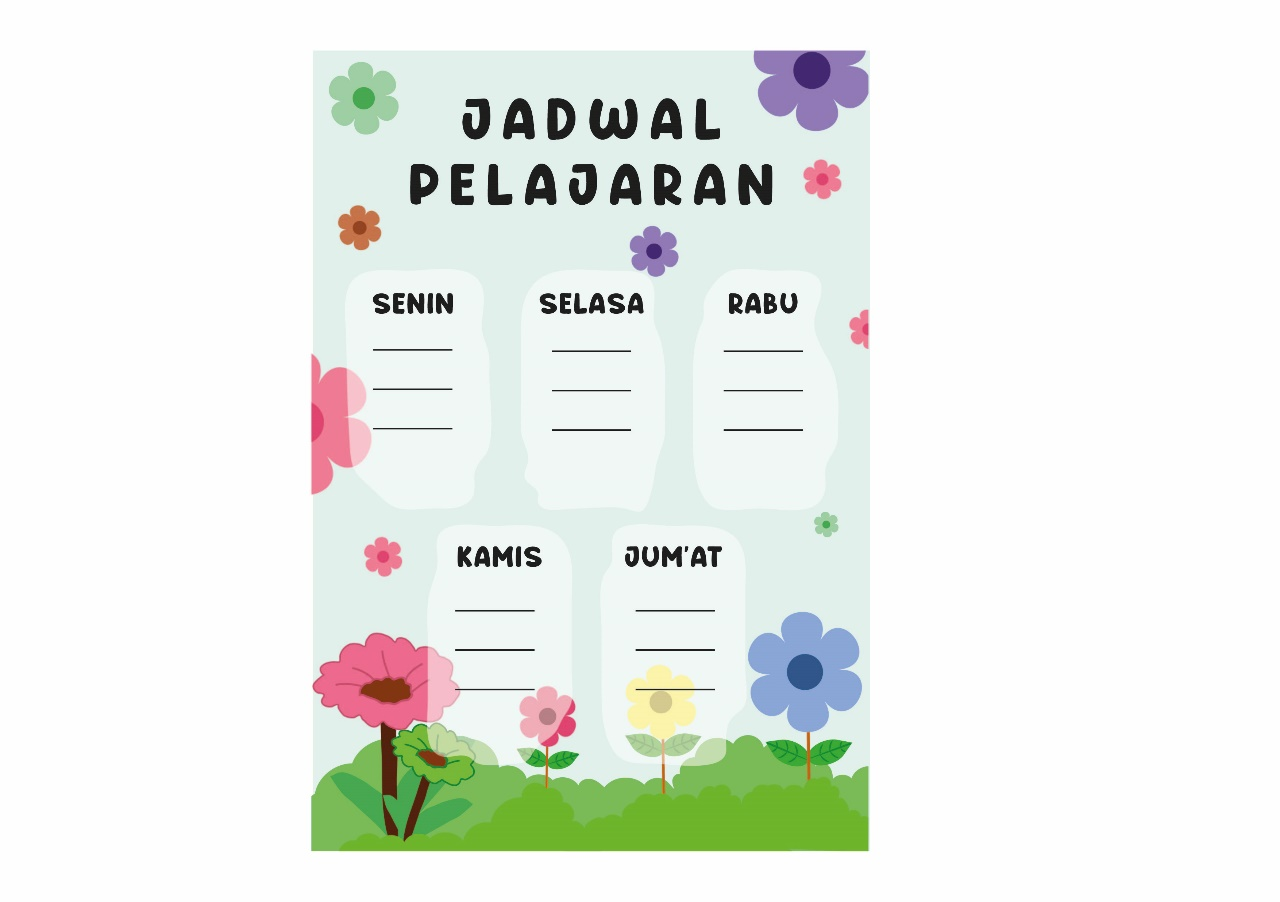 JADWAL
PELAJARAN
SENIN
SELASA
RABU
KAMIS
JUM'AT